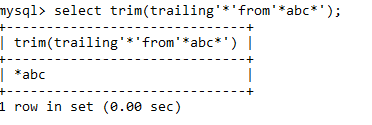 mysql> select trim(trailing'*'from'*abc*');
+-----------------------------+
| trim(trailing'*'from'*abc*') |
+-----------------------------+
| *abc                         |
+-----------------------------+
1 row in set (0.00 sec)